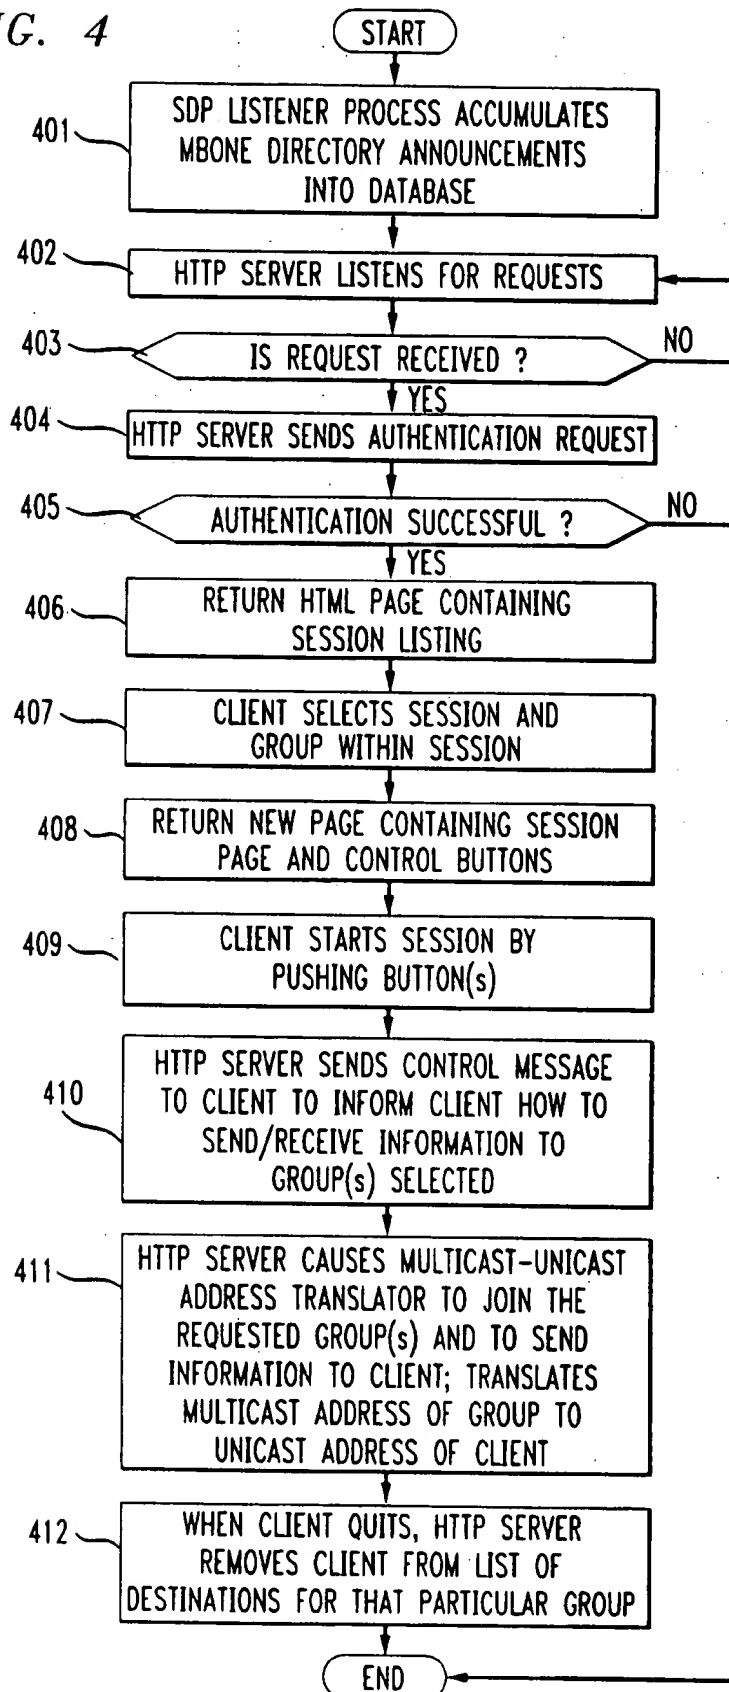 IG. 4
START
401
SDP LISTENER PROCESS ACCUMULATES
MBONE DIRECTORY ANNOUNCEMENTS
INTO DATABASE
402
HTTP SERVER LISTENS FOR REQUESTS
403
IS REQUEST RECEIVED ?
NO
YES
404
HTTP SERVER SENDS AUTHENTICATION REQUEST
405
AUTHENTICATION SUCCESSFUL ?
NO
YES
406
RETURN HTML PAGE CONTAINING
SESSION LISTING
407
CLIENT SELECTS SESSION AND
GROUP WITHIN SESSION
408
RETURN NEW PAGE CONTAINING SESSION
PAGE AND CONTROL BUTTONS
409
CLIENT STARTS SESSION BY
PUSHING BUTTON(s)
410
HTTP SERVER SENDS CONTROL MESSAGE
TO CLIENT TO INFORM CLIENT HOW TO
SEND/RECEIVE INFORMATION TO
GROUP(s) SELECTED
411
HTTP SERVER CAUSES MULTICAST-UNICAST
ADDRESS TRANSLATOR TO JOIN THE
REQUESTED GROUP(s) AND TO SEND
INFORMATION TO CLIENT; TRANSLATES
MULTICAST ADDRESS OF GROUP TO
UNICAST ADDRESS OF CLIENT
412
WHEN CLIENT QUITS, HTTP SERVER
REMOVES CLIENT FROM LIST OF
DESTINATIONS FOR THAT PARTICULAR GROUP
END